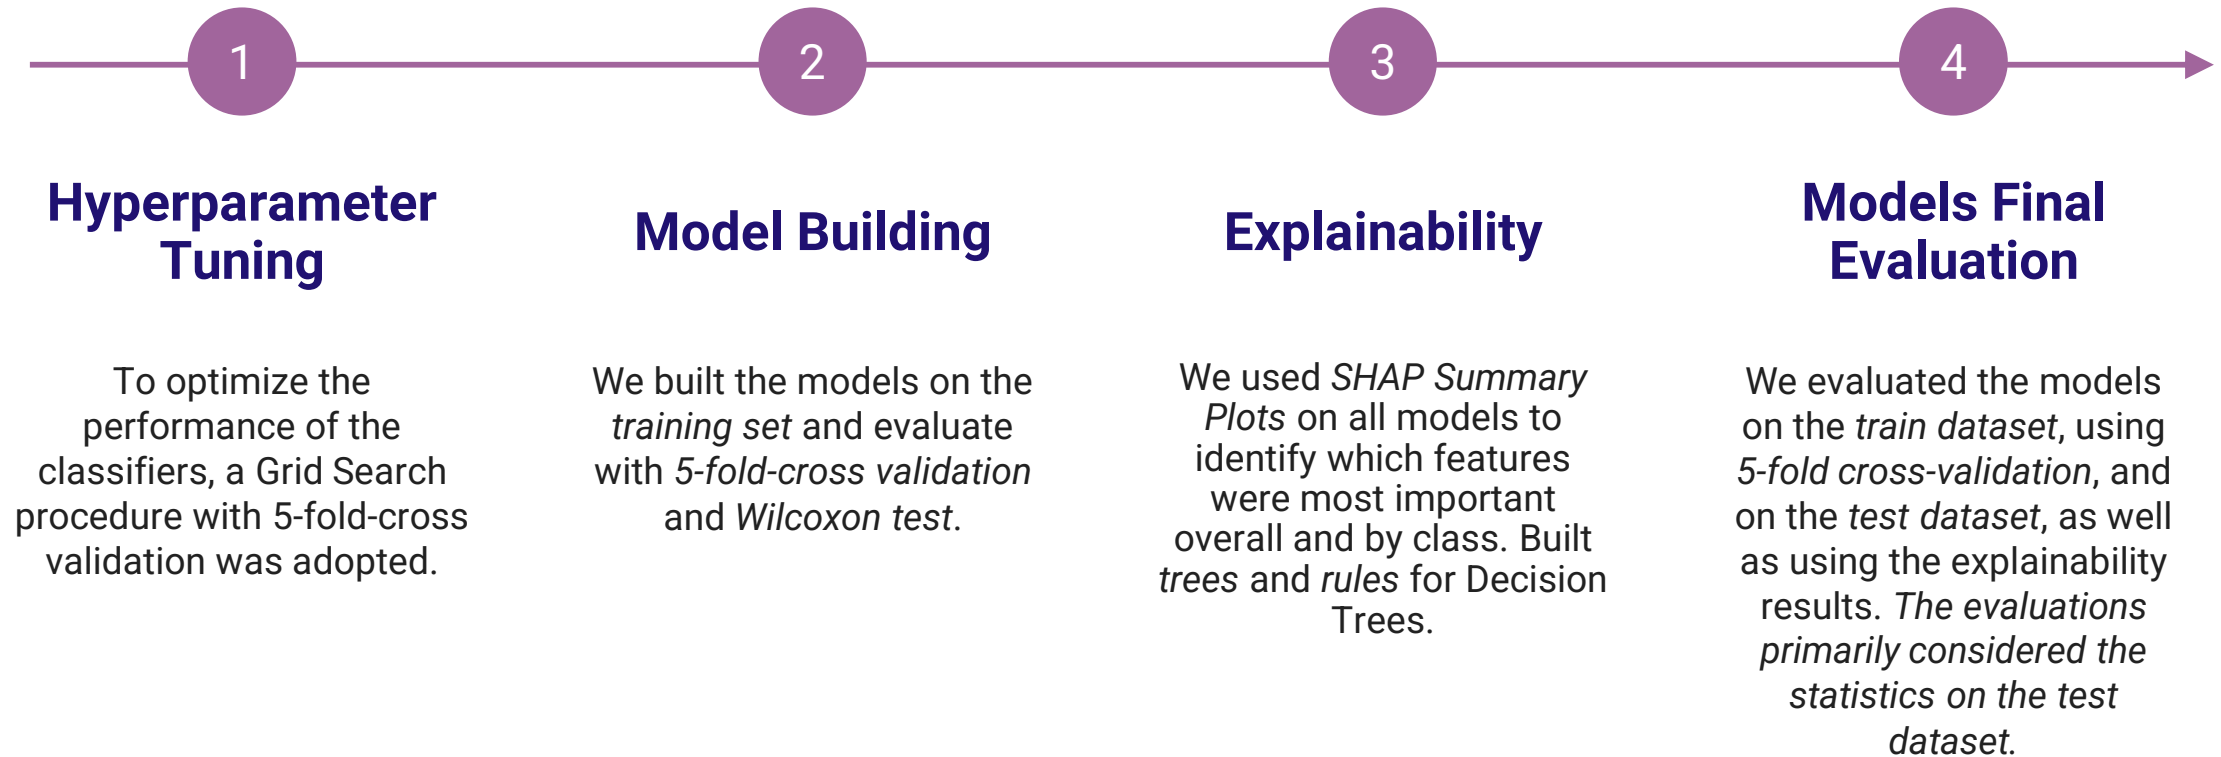 1
2
3
4
Hyperparameter
Tuning
To optimize the
performance of the
classifiers, a Grid Search
procedure with 5-fold-cross
validation was adopted.
Model Building
We built the models on the
training set and evaluate
with 5-fold-cross validation
and Wilcoxon test.
Explainability
We used SHAP Summary
Plots on all models to
identify which features
were most important
overall and by class. Built
trees and rules for Decision
Trees.
Models Final
Evaluation
We evaluated the models
on the train dataset, using
5-fold cross-validation, and
on the test dataset, as well
as using the explainability
results. The evaluations
primarily considered the
statistics on the test
dataset.